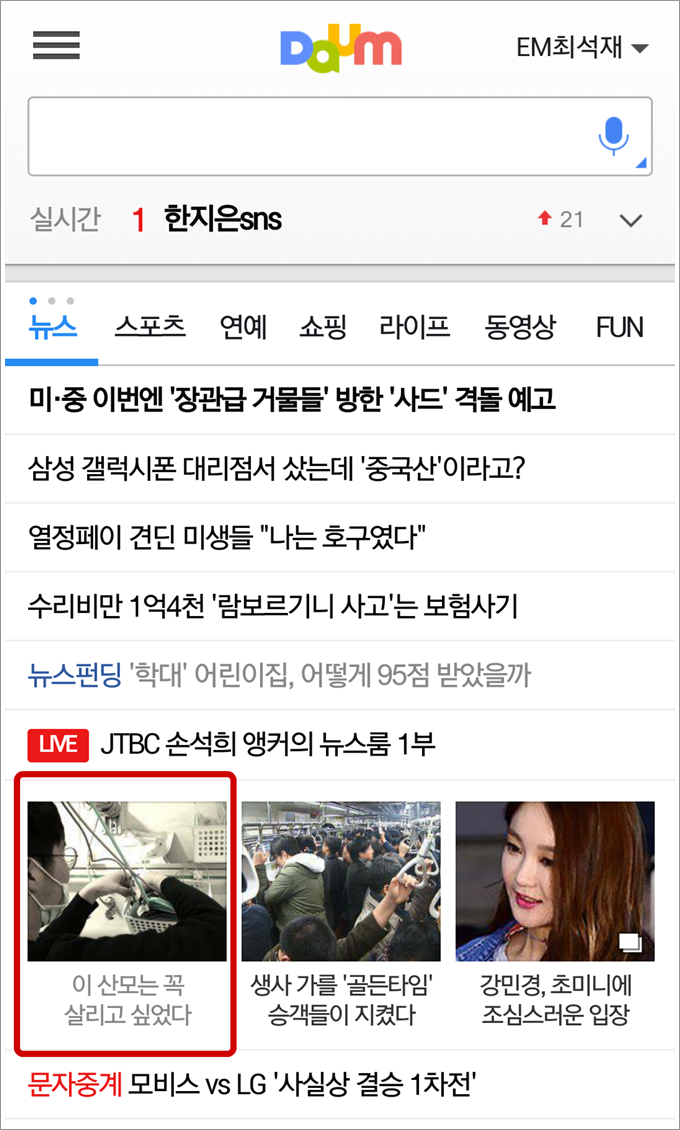 Daum
EM최석재
실시간 1 한지은sns 21
뉴스 스포츠 연예 쇼핑 라이프 동영상 FUN
미·중 이번엔 '장관급 거물들' 방한 '사드' 격돌 예고
삼성 갤럭시폰 대리점서 샀는데 '중국산'이라고?
열정페이 견딘 미생들 "나는 호구였다"
수리비만 1억4천 '람보르기니 사고'는 보험사기
뉴스펀딩 '학대' 어린이집, 어떻게 95점 받았을까
LIVE JTBC 손석희 앵커의 뉴스룸 1부
이 산모는 꼭
살리고 싶었다
생사 가를 '골든타임'
승객들이 지켰다
강민경, 초미니에
조심스러운 입장
문자중계 모비스 vs LG '사실상 결승 1차전'